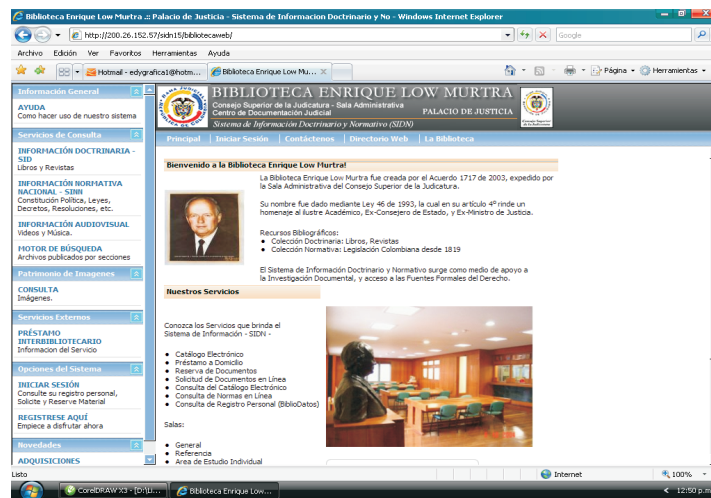 Biblioteca Enrique Low Murtra .:: Palacio de Justicia - Sistema de Informacion Doctrinario y No - Windows Internet Explorer
http://200.26.152.57/sidn15/bibliotecaweb/
Google
Archivo Edición Ver Favoritos Herramientas Ayuda
Hotmail - edygrafica1@hotm...
Biblioteca Enrique Low Mu...
Página
Herramientas
Información General
AYUDA
Como hacer uso de nuestro sistema
Servicios de Consulta
INFORMACIÓN DOCTRINARIA -
SID
Libros y Revistas
INFORMACIÓN NORMATIVA
NACIONAL - SINN
Constitución Política, Leyes,
Decretos, Resoluciones, etc.
INFORMACIÓN AUDIOVISUAL
Videos y Música.
MOTOR DE BÚSQUEDA
Archivos publicados por secciones
Patrimonio de Imagenes
CONSULTA
Imágenes.
Servicios Externos
PRÉSTAMO
INTERBIBLIOTECARIO
Informacion del Servicio
Opciones del Sistema
INICIAR SESIÓN
Consulte su registro personal,
Solicite y Reserve Material
REGISTRESE AQUÍ
Empiece a disfrutar ahora
Novedades
ADQUISICIONES
BIBLIOTECA ENRIQUE LOW MURTRA
Consejo Superior de la Judicatura - Sala Administrativa
Centro de Documentación Judicial
PALACIO DE JUSTICIA
Sistema de Información Doctrinario y Normativo (SIDN)
Principal | Iniciar Sesión | Contáctenos | Directorio Web | La Biblioteca
Bienvenido a la Biblioteca Enrique Low Murtra!
La Biblioteca Enrique Low Murtra fue creada por el Acuerdo 1717 de 2003, expedido por
la Sala Administrativa del Consejo Superior de la Judicatura.
Su nombre fue dado mediante Ley 46 de 1993, la cual en su artículo 4º rinde un
homenaje al ilustre Académico, Ex-Consejero de Estado, y Ex-Ministro de Justicia.
Recursos Bibliográficos:
• Colección Doctrinaria: Libros, Revistas
• Colección Normativa: Legislación Colombiana desde 1819
El Sistema de Información Doctrinario y Normativo surge como medio de apoyo a
la Investigación Documental, y acceso a las Fuentes Formales del Derecho.
Nuestros Servicios
Conozca los Servicios que brinda el
Sistema de Información - SIDN -
• Catálogo Electrónico
• Préstamo a Domicilio
• Reserva de Documentos
• Solicitud de Documentos en Línea
• Consulta del Catálogo Electrónico
• Consulta de Normas en Línea
• Consulta de Registro Personal (BiblioDatos)
Salas:
• General
• Referencia
• Area de Estudio Individual
Listo
Internet
100%
CorelDRAW X3 - [D:\Li...
Biblioteca Enrique Low...
12:50 p.m.